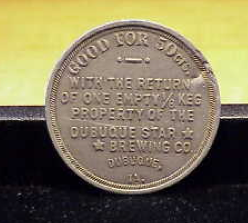 GOOD FOR 50cts.
WITH THE RETURN
OF ONE EMPTY 1/8 KEG
PROPERTY OF THE
DUBUQUE STAR
BREWING CO.
DUBUQUE,
IA.